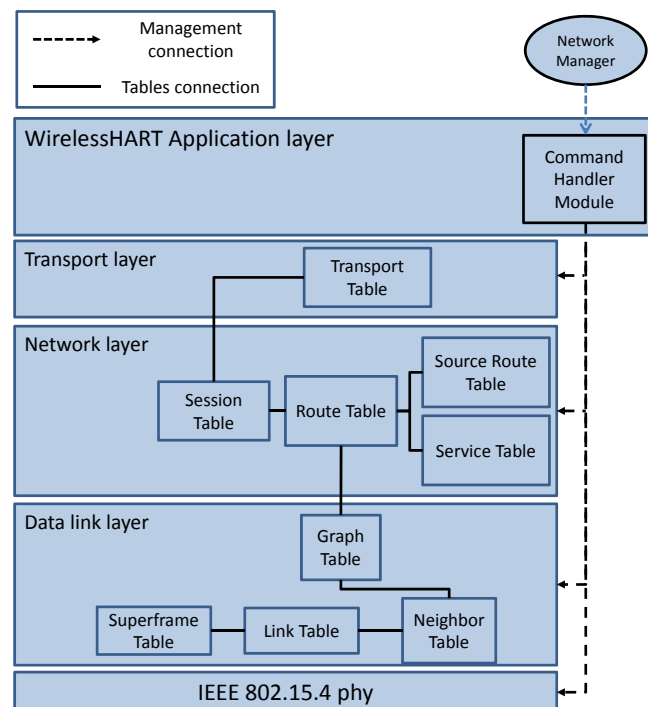 Management
connection
Tables connection
Network
Manager
WirelessHART Application layer
Command
Handler
Module
Transport layer
Transport
Table
Network layer
Source Route
Table
Session
Table
Route Table
Service Table
Data link layer
Graph
Table
Superframe
Table
Link Table
Neighbor
Table
IEEE 802.15.4 phy